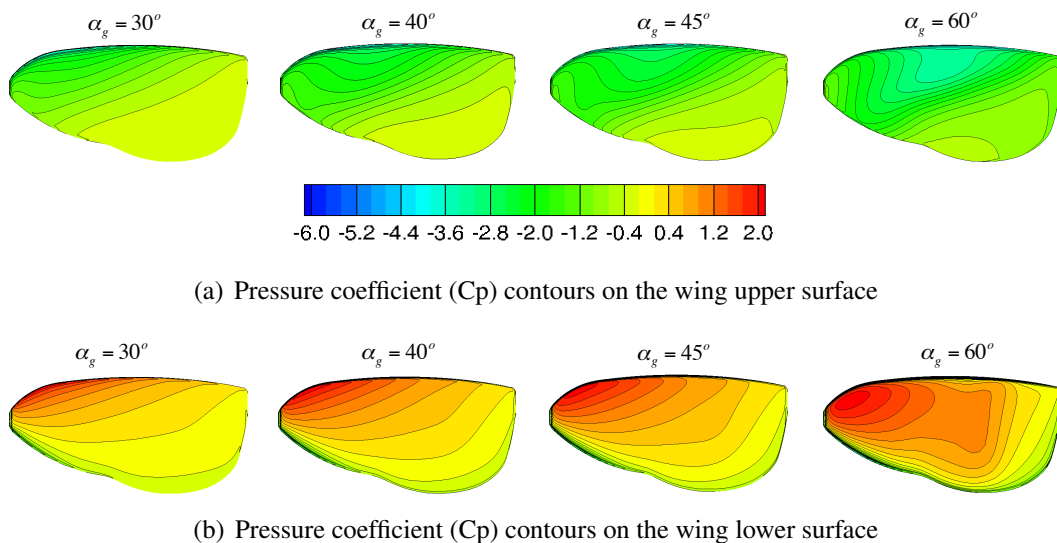 α_g = 30° α_g = 40° α_g = 45° α_g = 60°
-6.0 -5.2 -4.4 -3.6 -2.8 -2.0 -1.2 -0.4 0.4 1.2 2.0
(a) Pressure coefficient (Cp) contours on the wing upper surface
α_g = 30° α_g = 40° α_g = 45° α_g = 60°
(b) Pressure coefficient (Cp) contours on the wing lower surface